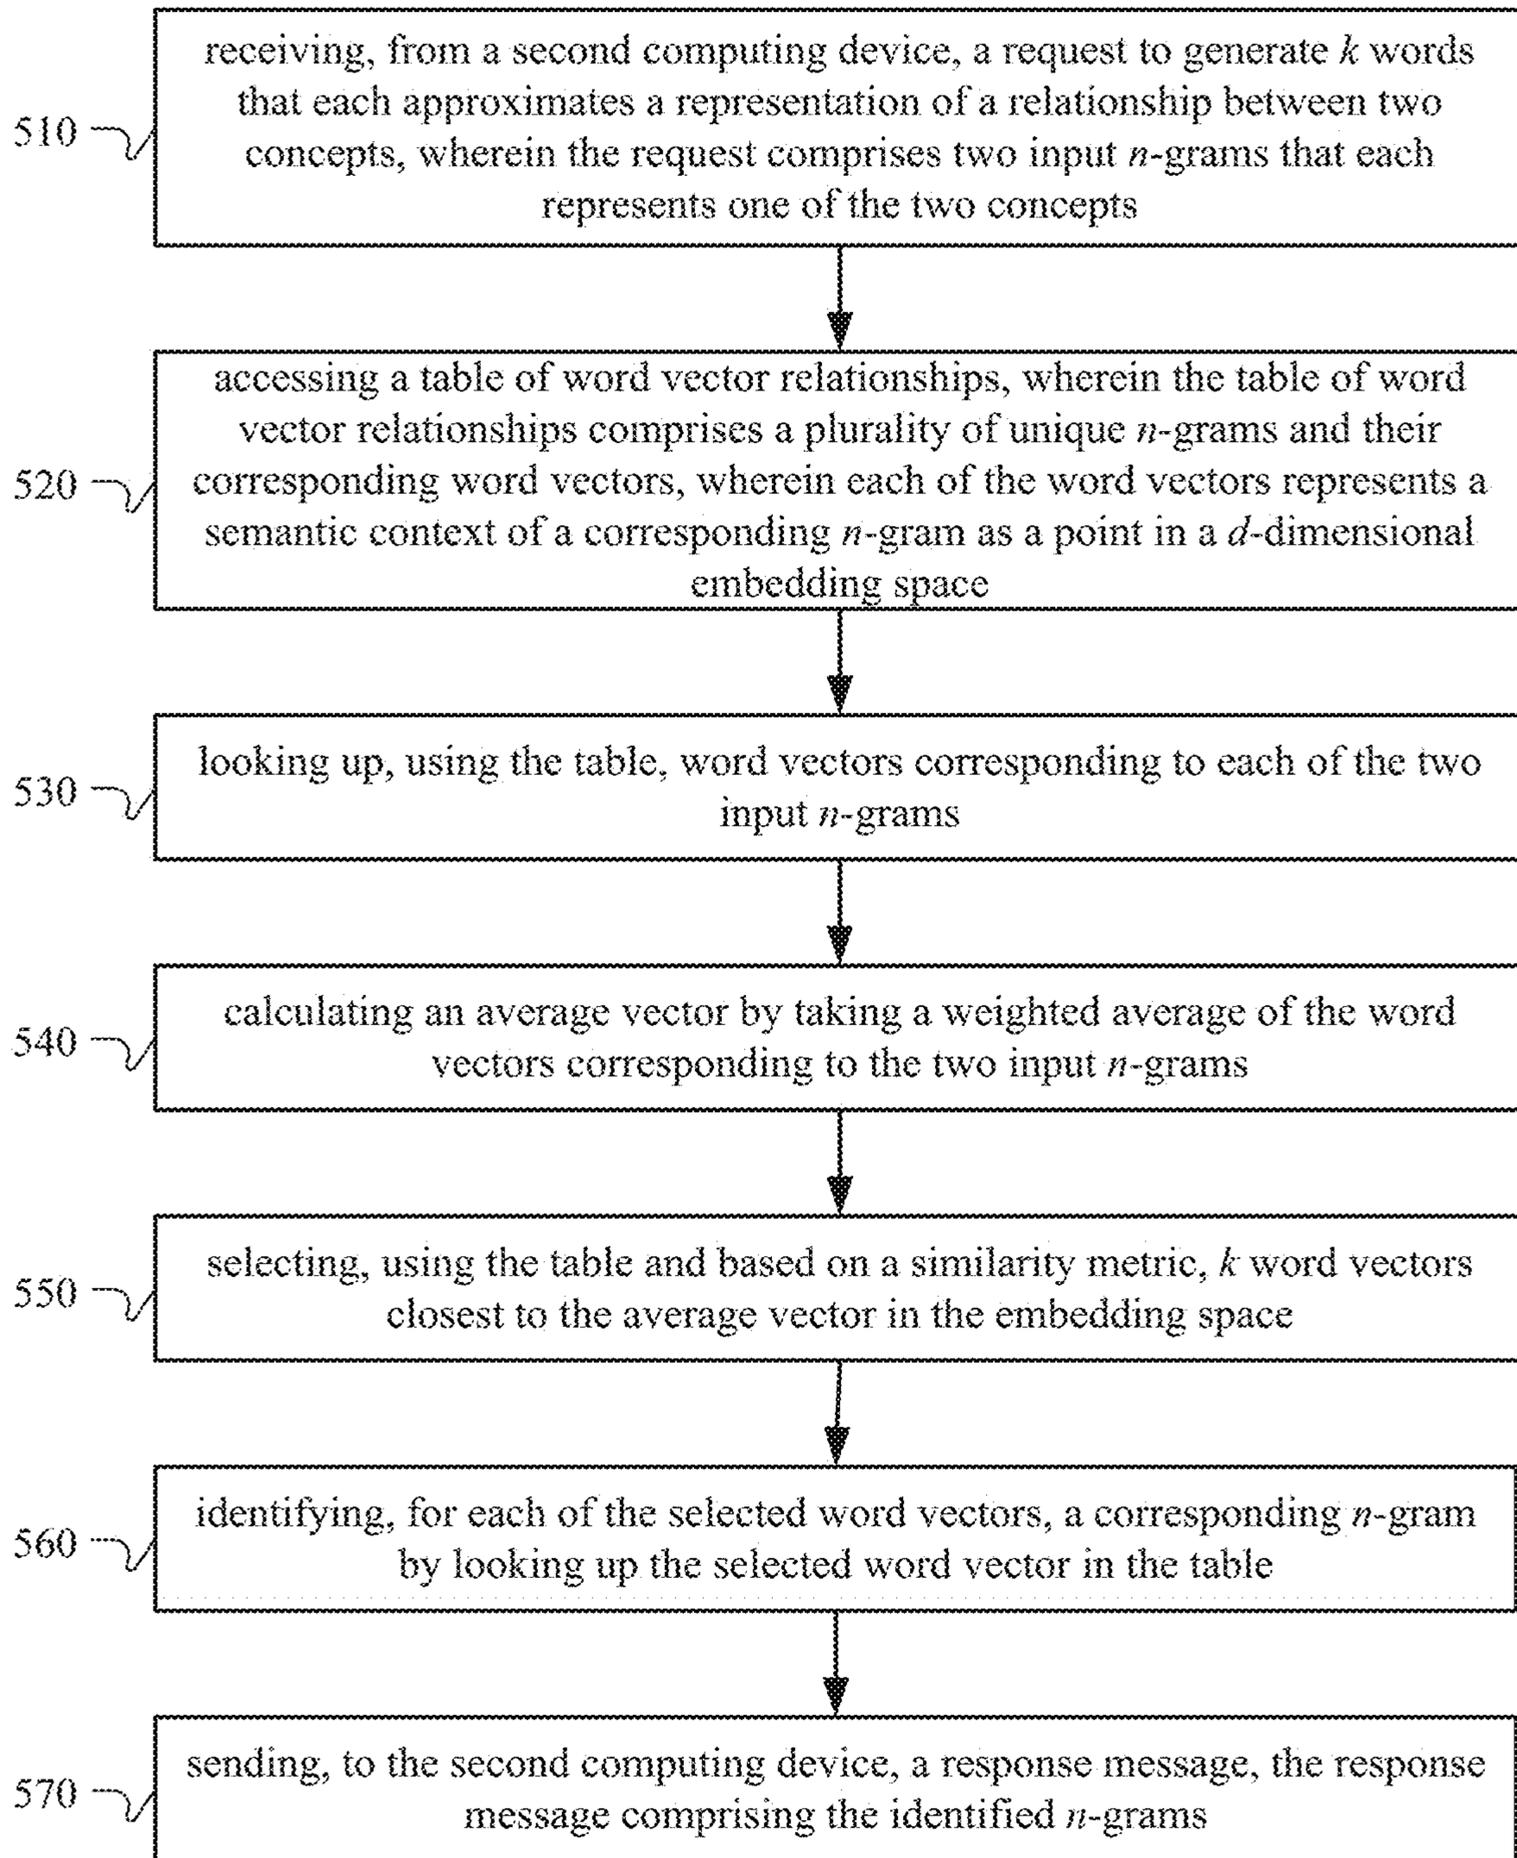 510
receiving, from a second computing device, a request to generate k words
that each approximates a representation of a relationship between two
concepts, wherein the request comprises two input n-grams that each
represents one of the two concepts
520
accessing a table of word vector relationships, wherein the table of word
vector relationships comprises a plurality of unique n-grams and their
corresponding word vectors, wherein each of the word vectors represents a
semantic context of a corresponding n-gram as a point in a d-dimensional
embedding space
530
looking up, using the table, word vectors corresponding to each of the two
input n-grams
540
calculating an average vector by taking a weighted average of the word
vectors corresponding to the two input n-grams
550
selecting, using the table and based on a similarity metric, k word vectors
closest to the average vector in the embedding space
560
identifying, for each of the selected word vectors, a corresponding n-gram
by looking up the selected word vector in the table
570
sending, to the second computing device, a response message, the response
message comprising the identified n-grams